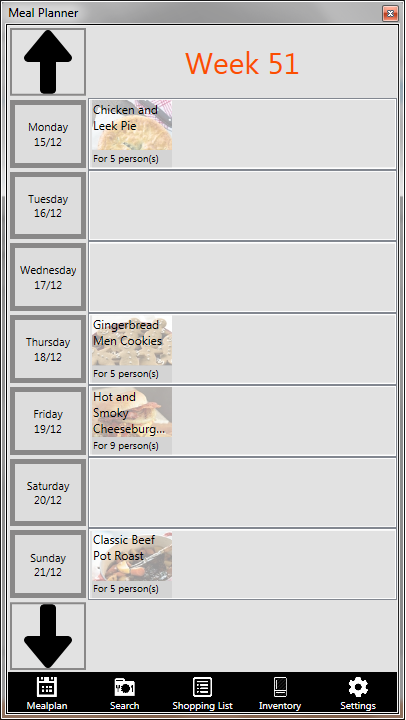 Meal Planner
Week 51
Monday
15/12
Chicken and
Leek Pie
For 5 person(s)
Tuesday
16/12
Wednesday
17/12
Thursday
18/12
Gingerbread
Men Cookies
For 5 person(s)
Friday
19/12
Hot and
Smoky
Cheeseburg...
For 9 person(s)
Saturday
20/12
Sunday
21/12
Classic Beef
Pot Roast
For 5 person(s)
Mealplan
Search
Shopping List
Inventory
Settings